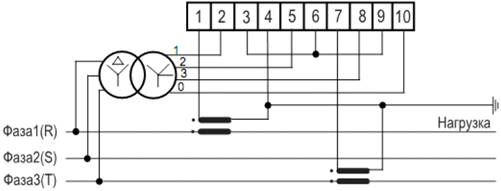 1 2 3 4 5 6 7 8 9 10
1
2
3
0
Нагрузка
Фаза1(R)
Фаза2(S)
Фаза3(T)